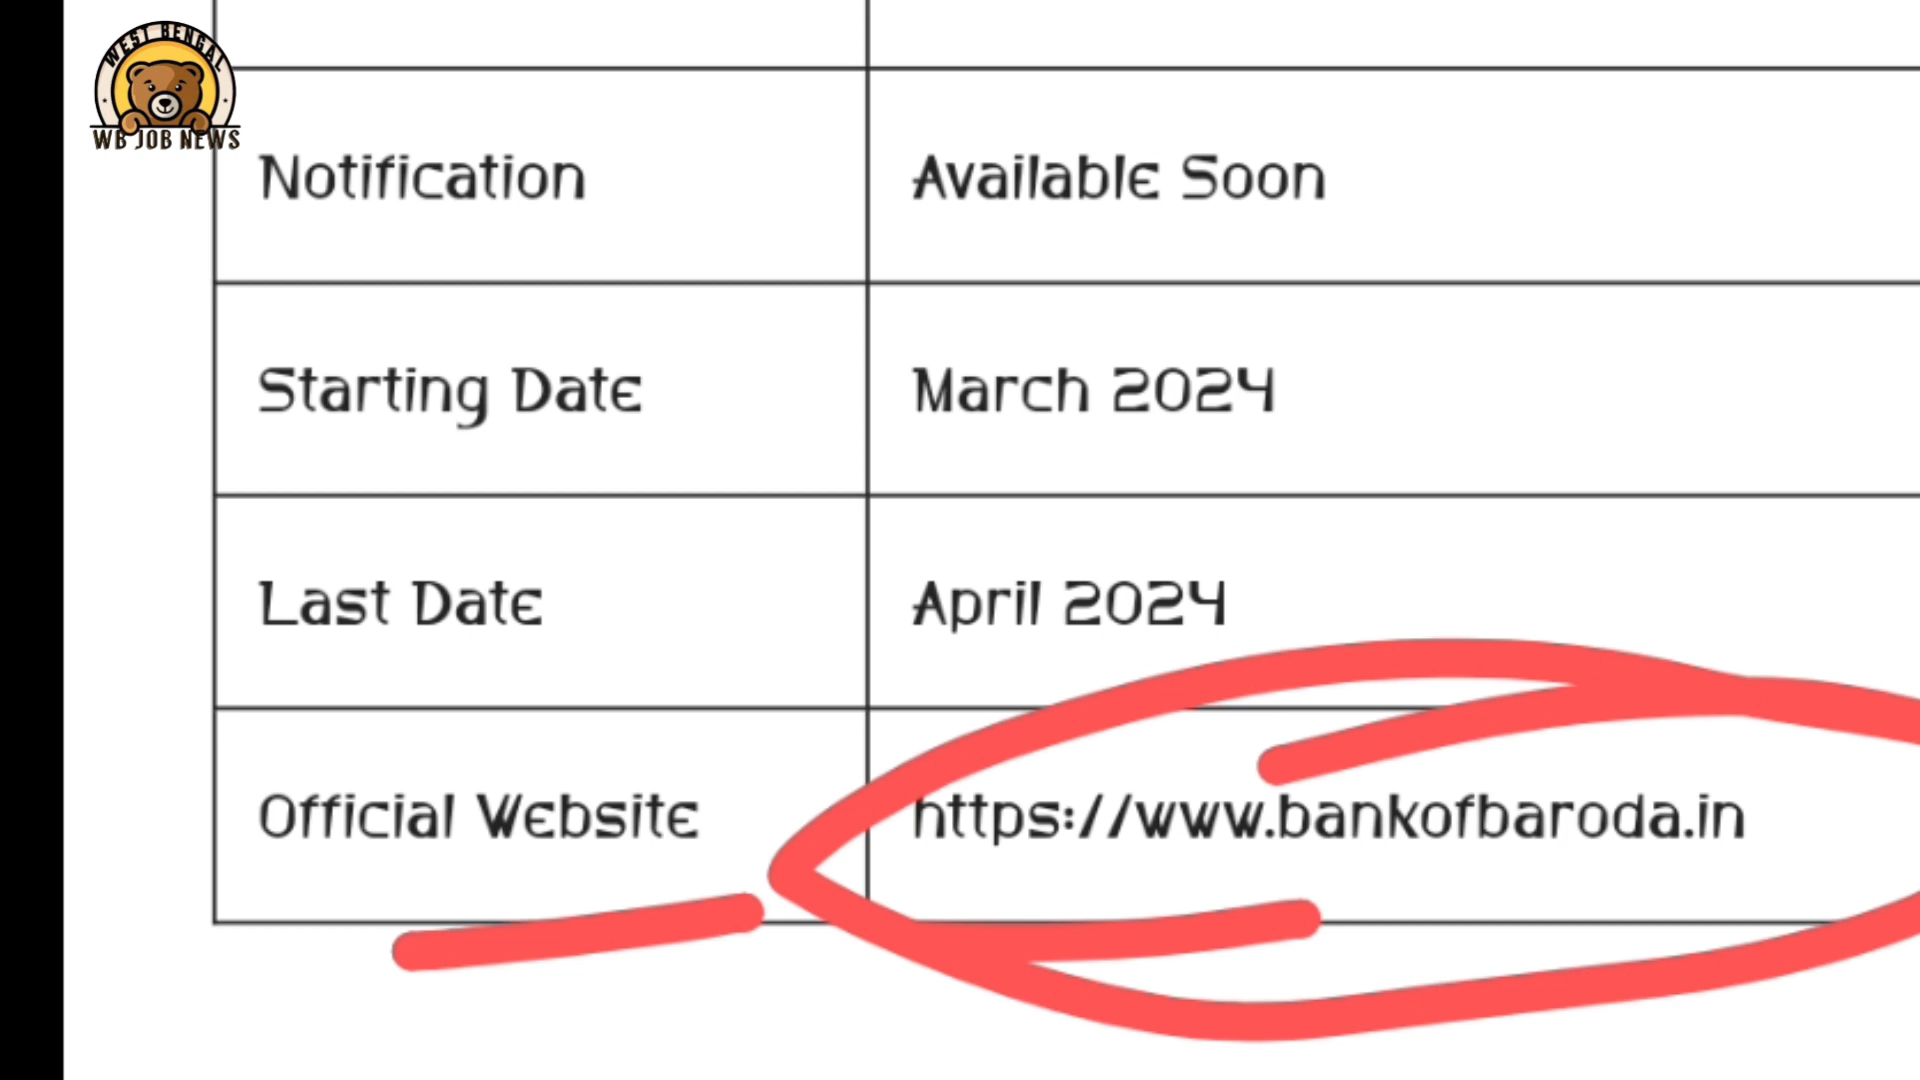 WEST BENGAL
WB JOB NEWS
Notification Available Soon
Starting Date March 2024
Last Date April 2024
Official Website https://www.bankofbaroda.in